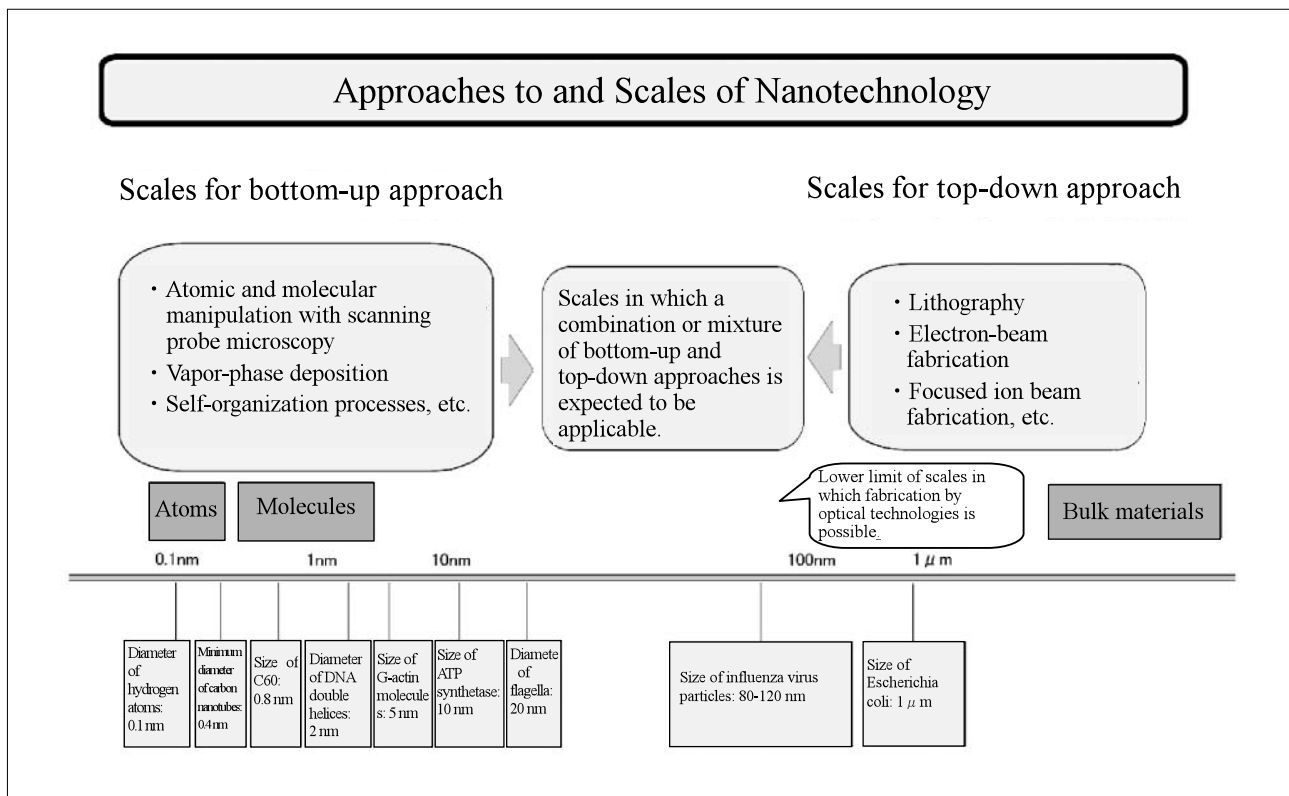 Approaches to and Scales of Nanotechnology
Scales for bottom-up approach
Scales for top-down approach
・Atomic and molecular
manipulation with scanning
probe microscopy
・Vapor-phase deposition
・Self-organization processes, etc.
Scales in which a
combination or mixture
of bottom-up and
top-down approaches is
expected to be
applicable.
・Lithography
・Electron-beam
fabrication
・Focused ion beam
fabrication, etc.
Lower limit of scales in
which fabrication by
optical technologies is
possible.
Atoms
Molecules
Bulk materials
0.1nm
1nm
10nm
100nm
1 μ m
Diameter
of
hydrogen
atoms:
0.1 nm
Minimum
diameter
of carbon
nanotubes:
0.4 nm
Size of
C60:
0.8 nm
Diameter
of DNA
double
helices:
2 nm
Size of
G-actin
molecule
s: 5 nm
Size of
ATP
synthetase:
10 nm
Diamete
of
flagella:
20 nm
Size of influenza virus
particles: 80-120 nm
Size of
Escherichia
coli: 1 μ m